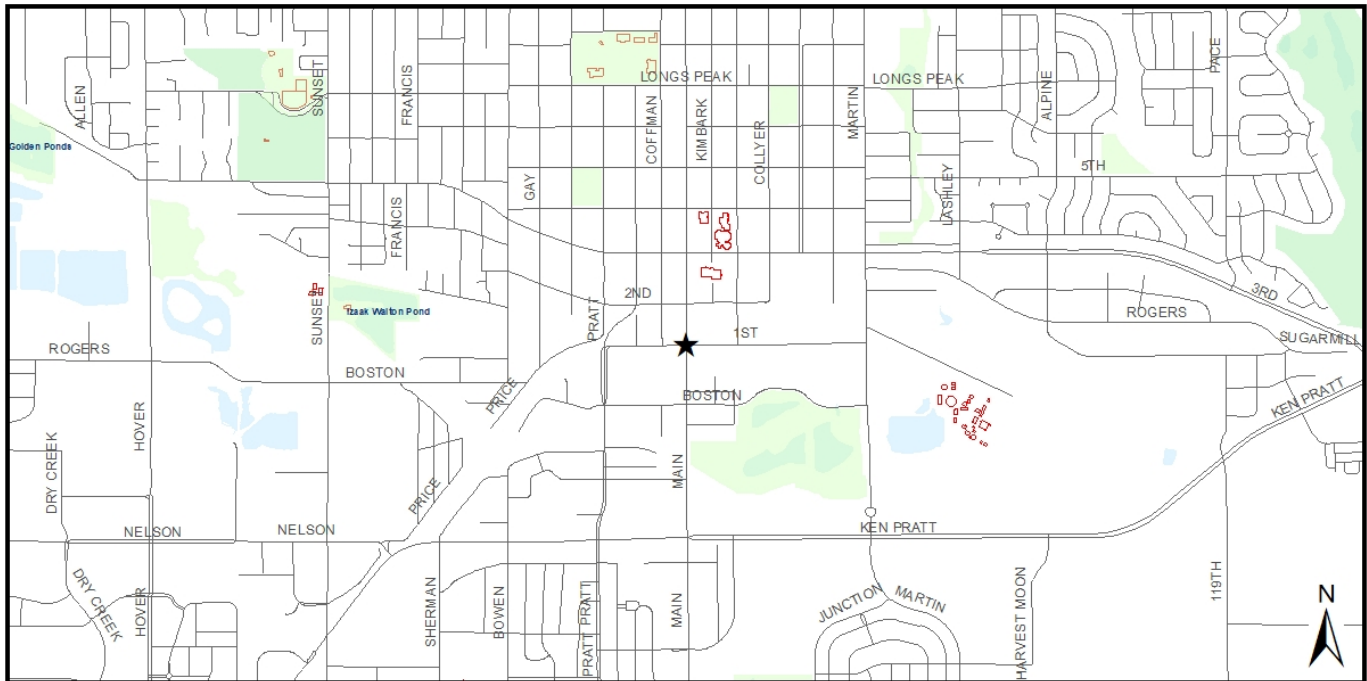 PACE
LONGS PEAK
LONGS PEAK
SUNSET
FRANCIS
ALLEN
COFFMAN
KIMBARK
MARTIN
ALPINE
Golden Ponds
COLLYER
5TH
GAY
LASHLEY
FRANCIS
2ND
3RD
SUNSET
Izaak Walton Pond
PRATT
1ST
ROGERS
SUGARMILL
ROGERS
BOSTON
BOSTON
PRICE
KEN PRATT
HOVER
DRY CREEK
MAIN
PRICE
NELSON
NELSON
KEN PRATT
DRY CREEK
HOVER
SHERMAN
BOWEN
PRATT
PRATT
MAIN
JUNCTION
MARTIN
HARVEST MOON
119TH
N